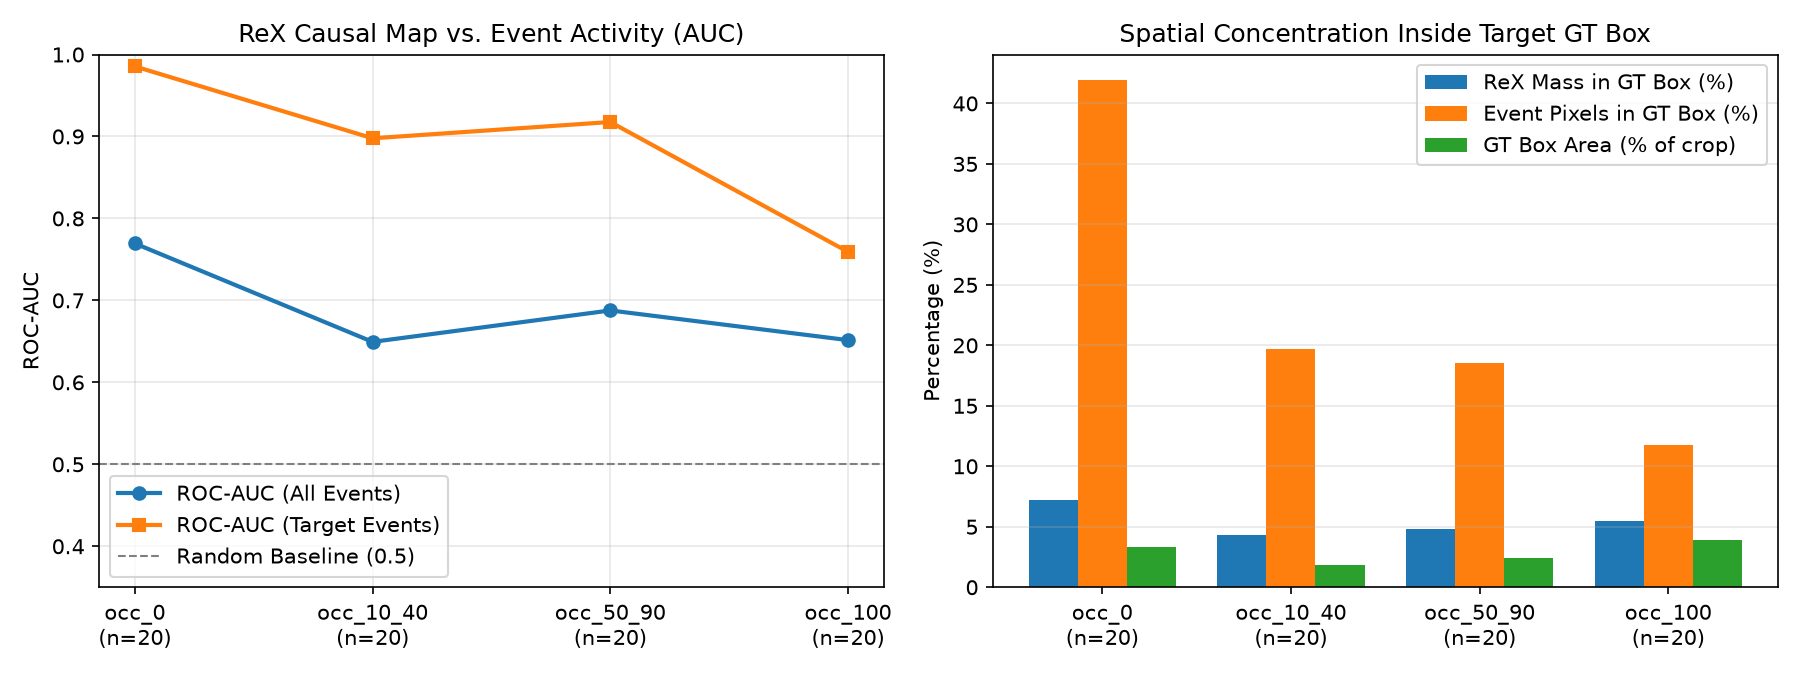 ReX Causal Map vs. Event Activity (AUC)
ROC-AUC
1.0
0.9
0.8
0.7
0.6
0.5
0.4
ROC-AUC (All Events)
ROC-AUC (Target Events)
Random Baseline (0.5)
occ_0
(n=20)
occ_10_40
(n=20)
occ_50_90
(n=20)
occ_100
(n=20)
Spatial Concentration Inside Target GT Box
Percentage (%)
40
35
30
25
20
15
10
5
0
ReX Mass in GT Box (%)
Event Pixels in GT Box (%)
GT Box Area (% of crop)
occ_0
(n=20)
occ_10_40
(n=20)
occ_50_90
(n=20)
occ_100
(n=20)